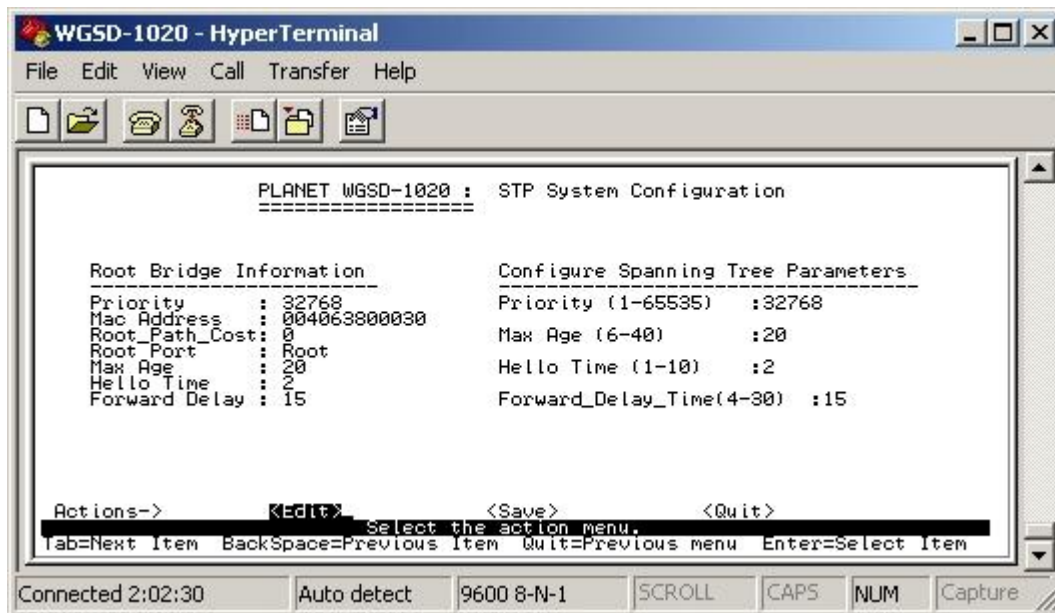 WGSD-1020 - HyperTerminal
File Edit View Call Transfer Help
PLANET WGSD-1020 : STP System Configuration
==================
Root Bridge Information Configure Spanning Tree Parameters
------------------------ -----------------------------------
Priority : 32768 Priority (1-65535) :32768
Mac Address : 004063800030
Root_Path_Cost: 0 Max Age (6-40) :20
Root Port : Root
Max Age : 20 Hello Time (1-10) :2
Hello Time : 2
Forward Delay : 15 Forward_Delay_Time(4-30) :15
Actions-> <Edit> <Save> <Quit>
Select the action menu.
Tab=Next Item BackSpace=Previous Item Quit=Previous menu Enter=Select Item
Connected 2:02:30 Auto detect 9600 8-N-1 SCROLL CAPS NUM Capture